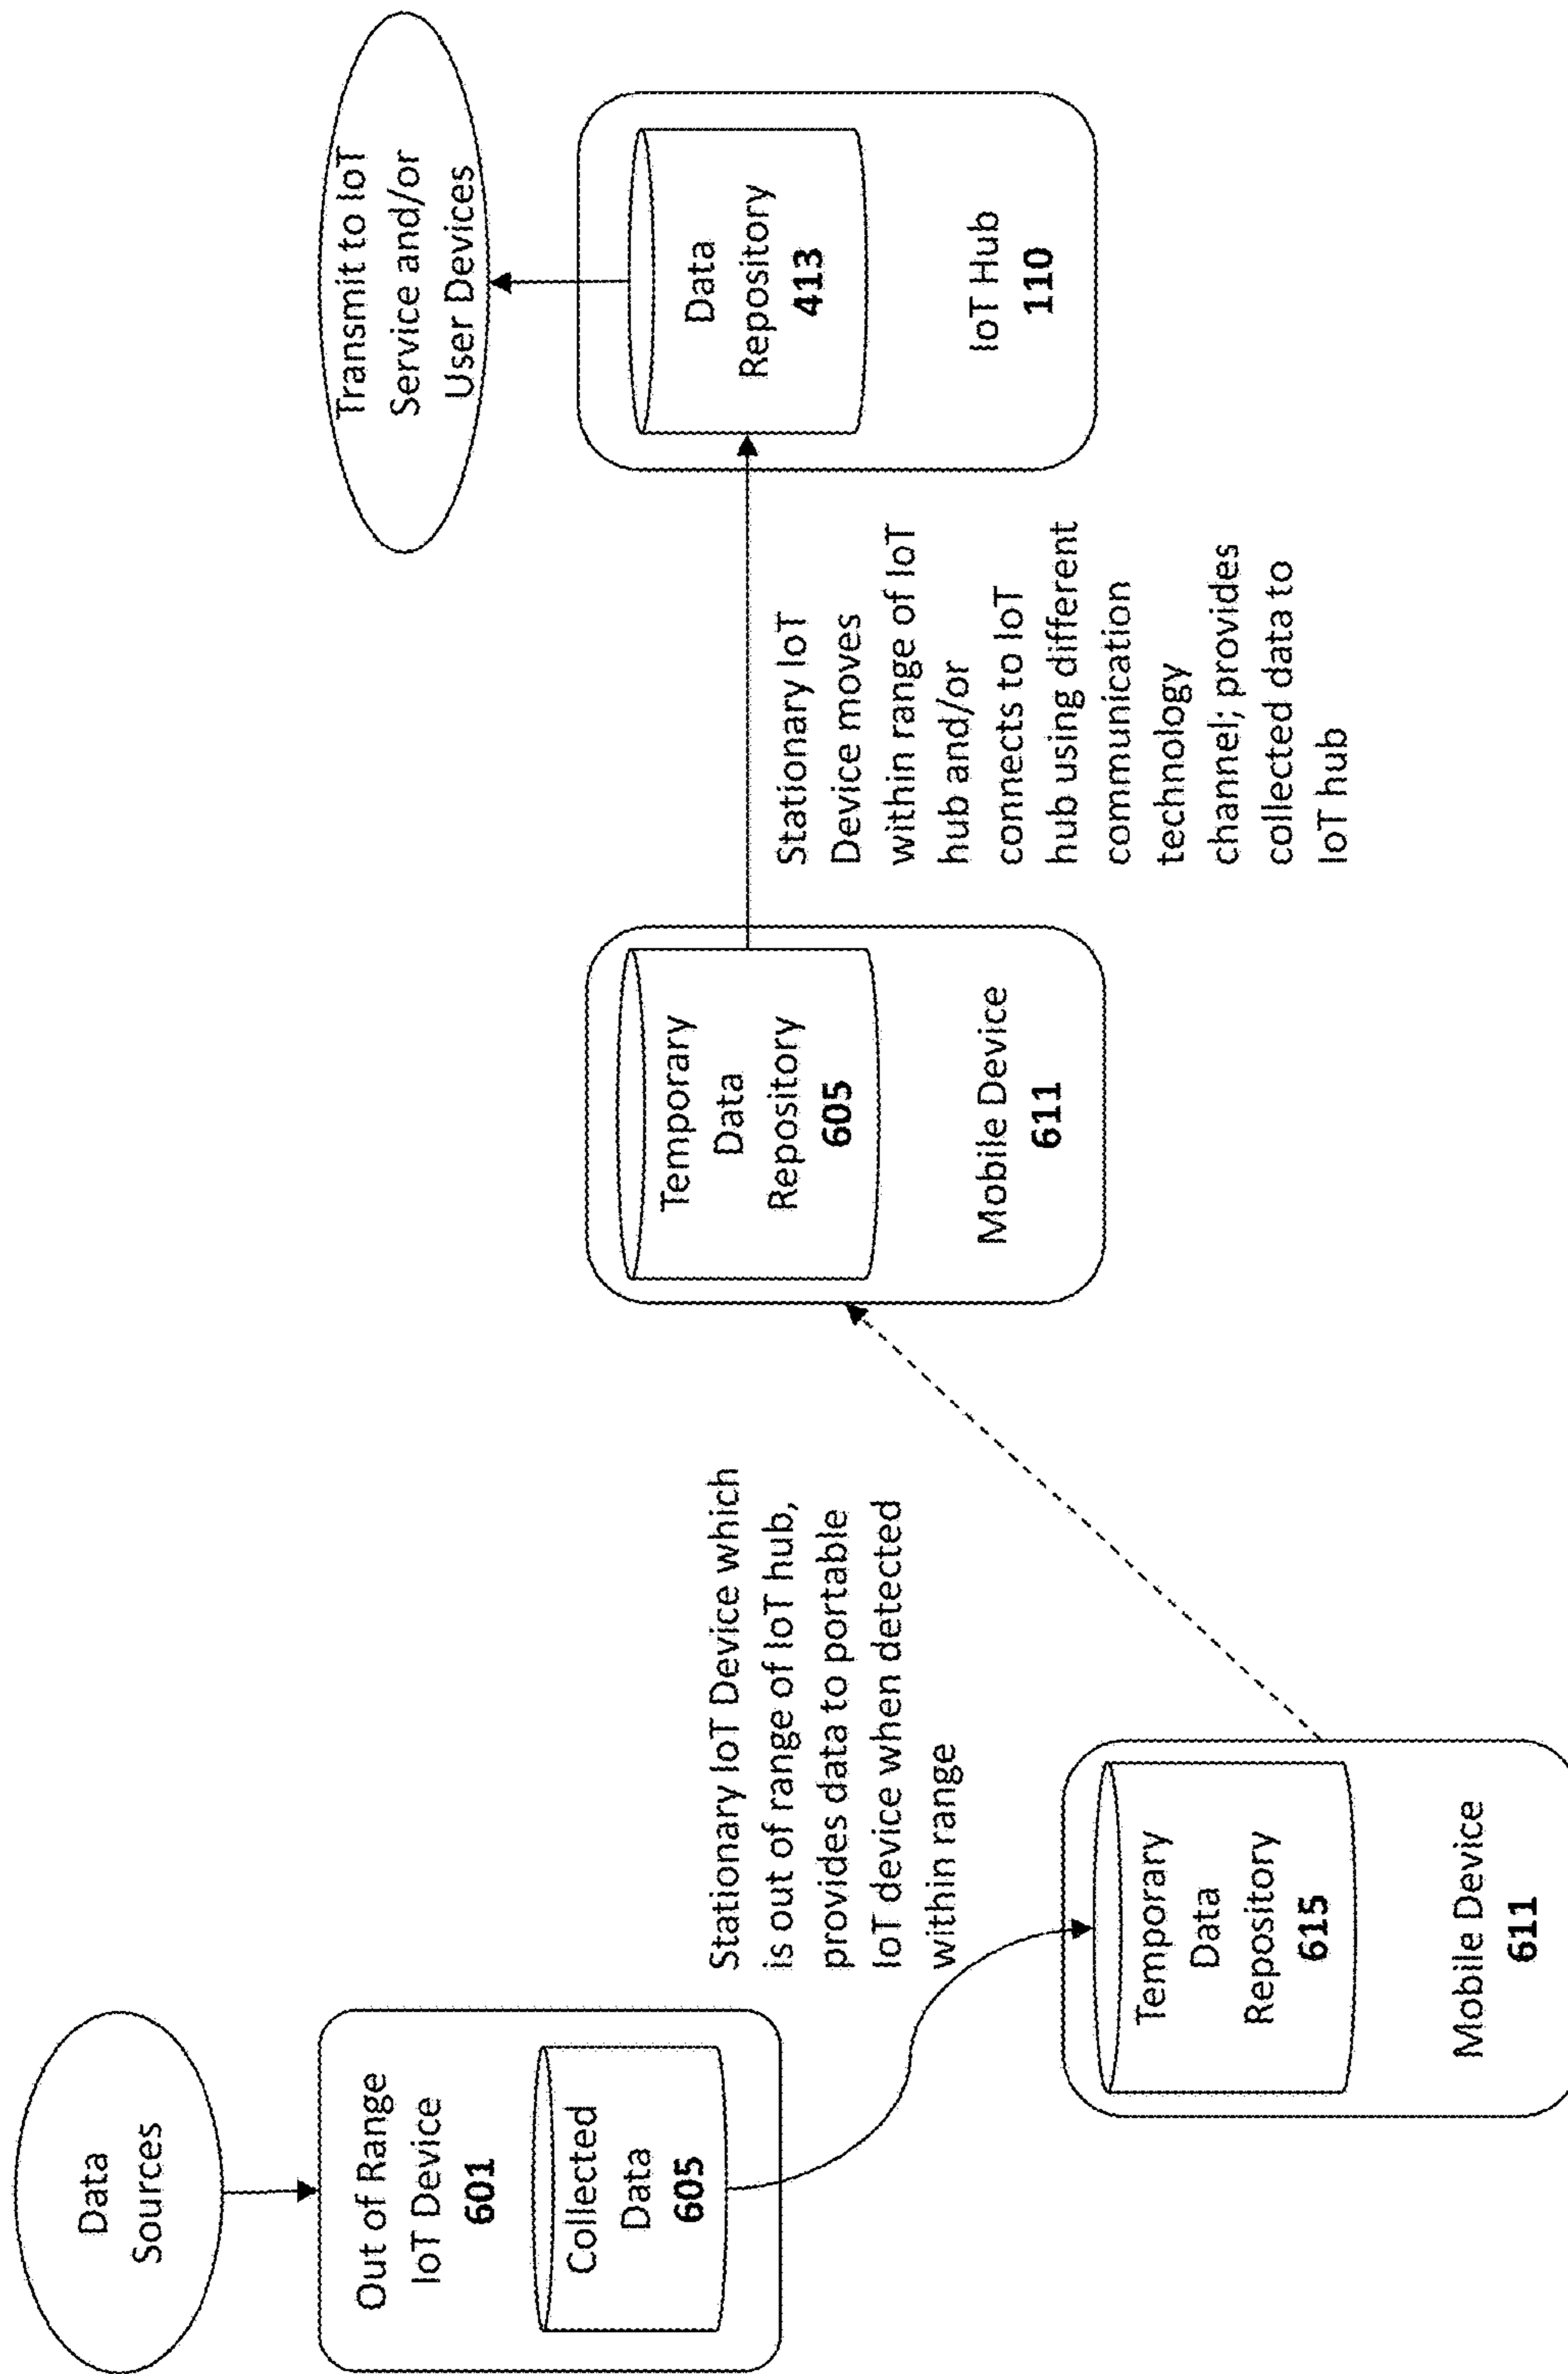 Data
Sources
Out of Range
IoT Device
601
Collected
Data
605
Stationary IoT Device which
is out of range of IoT hub,
provides data to portable
IoT device when detected
within range
Temporary
Data
Repository
615
Mobile Device
611
Temporary
Data
Repository
605
Mobile Device
611
Stationary IoT
Device moves
within range of IoT
hub and/or
connects to IoT
hub using different
communication
technology
channel; provides
collected data to
IoT hub
Transmit to IoT
Service and/or
User Devices
Data
Repository
413
IoT Hub
110